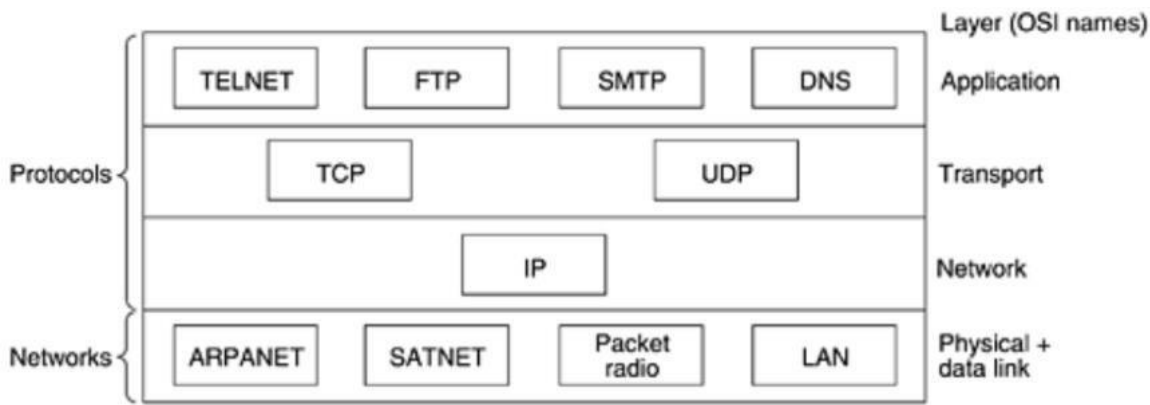 Layer (OSI names)
TELNET FTP SMTP DNS Application
Protocols TCP UDP Transport
IP Network
Networks ARPANET SATNET Packet radio LAN Physical + data link